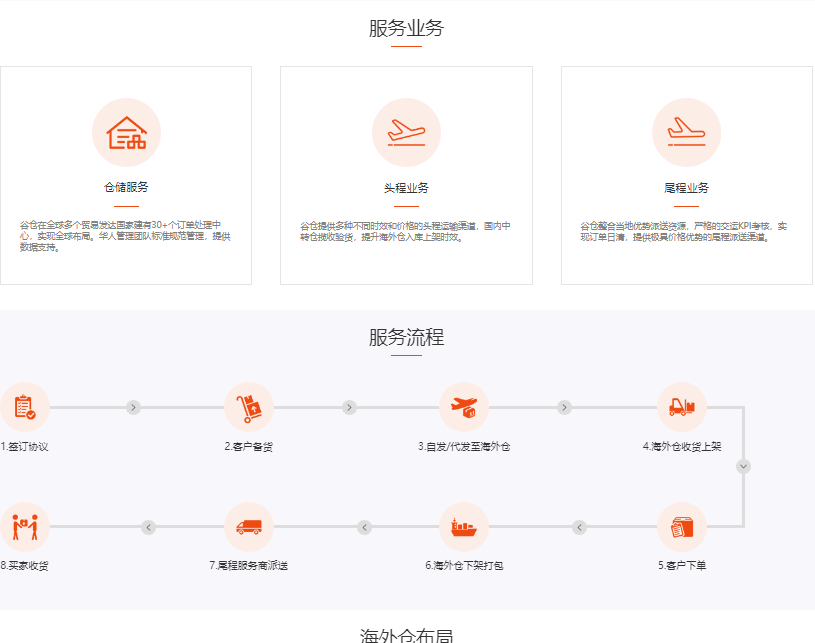 服务业务
仓储服务
谷仓在全球多个贸易发达国家建有30+个订单处理中
心，实现全球布局。华人管理团队标准规范管理，提供
数据支持。
头程业务
谷仓提供多种不同时效和价格的头程运输渠道，国内中
转仓揽收验货，提升海外仓入库上架时效。
尾程业务
谷仓整合当地优势派送资源，严格的交运KPI考核，实
现订单日清，提供极具价格优势的尾程派送渠道。
服务流程
1.签订协议
2.客户备货
3.自发/代发至海外仓
4.海外仓收货上架
8.买家收货
7.尾程服务商派送
6.海外仓下架打包
5.客户下单
海外仓布局